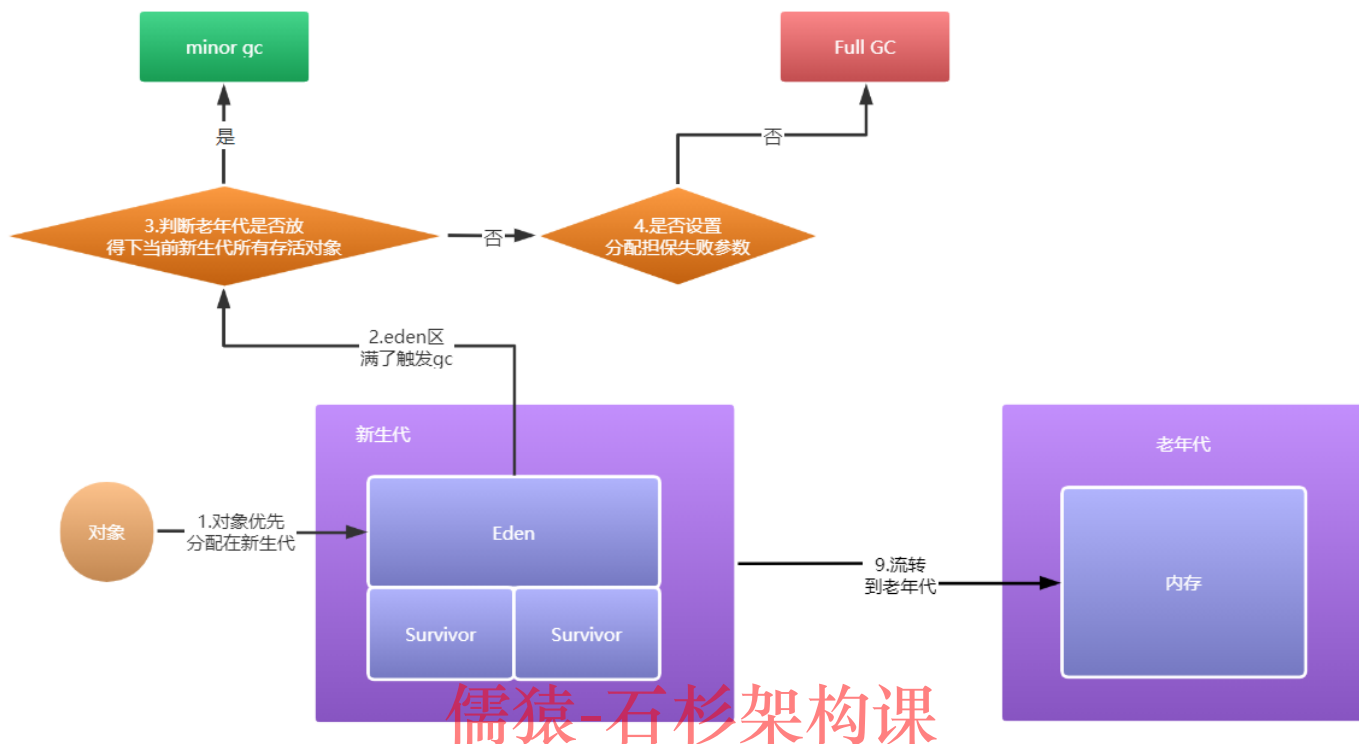 minor gc
Full GC
是
否
3.判断老年代是否放
得下当前新生代所有存活对象
否
4.是否设置
分配担保失败参数
2.eden区
满了触发gc
新生代
老年代
对象
1.对象优先
分配在新生代
Eden
9.流转
到老年代
内存
Survivor
Survivor
儒猿-石杉架构课